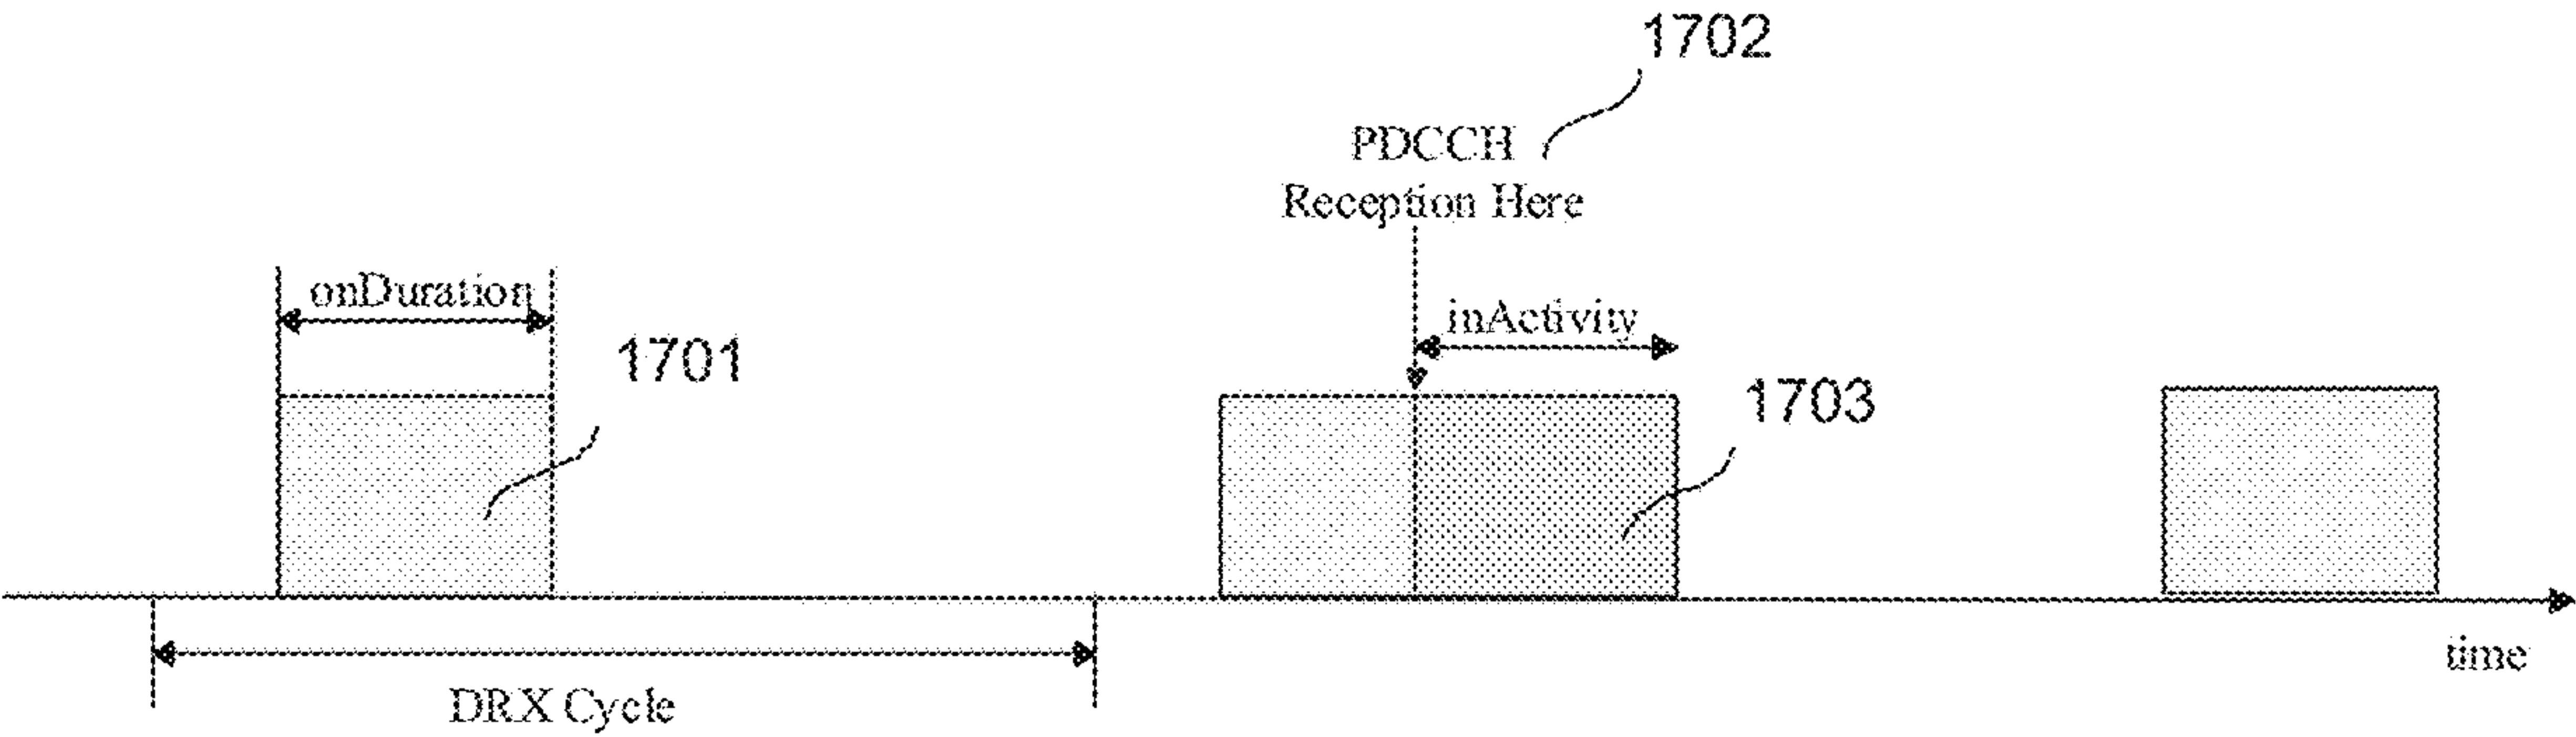 1702
PDCCH
Reception Here
onDuration
inActivity
1701
1703
time
DRX Cycle